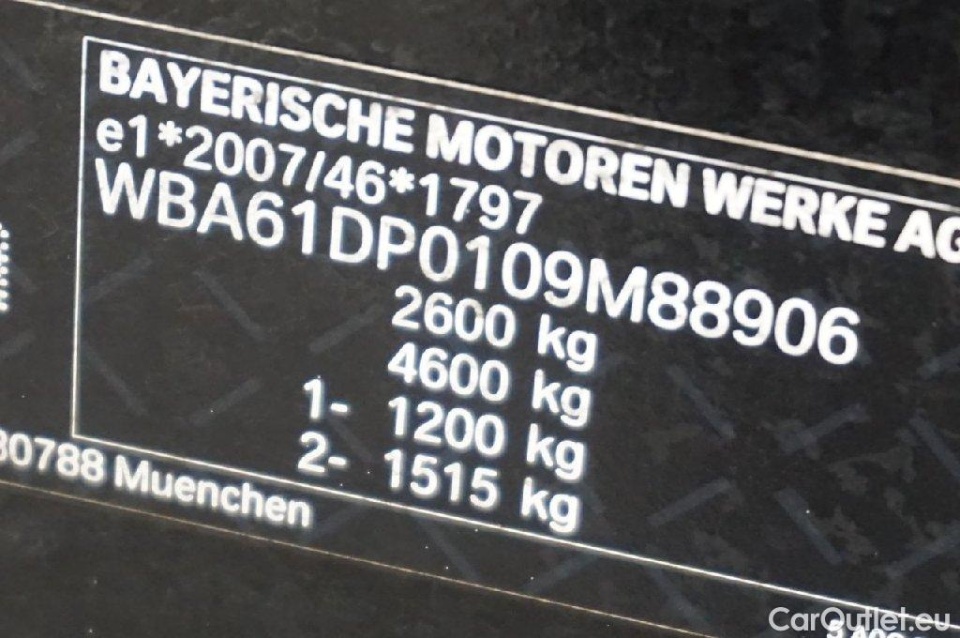 BAYERISCHE MOTOREN WERKE AG
e1*2007/46*1797
WBA61DP0109M88906
2600 kg
4600 kg
1- 1200 kg
2- 1515 kg
80788 Muenchen
CarOutlet.eu